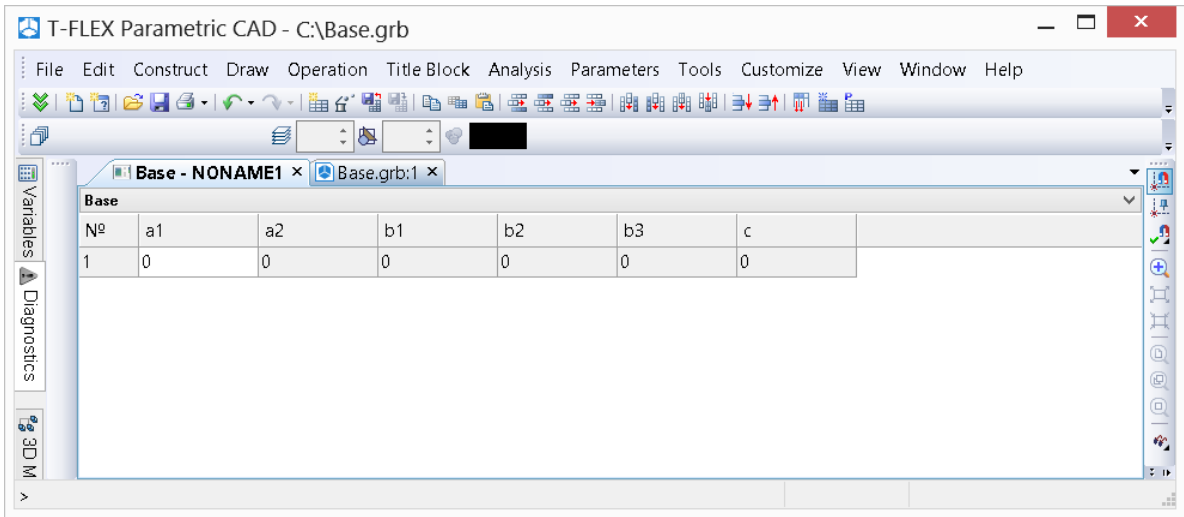 T-FLEX Parametric CAD - C:\Base.grb
File Edit Construct Draw Operation Title Block Analysis Parameters Tools Customize View Window Help
Base - NONAME1 × Base.grb:1 ×
Base
Nº a1 a2 b1 b2 b3 c
1 0 0 0 0 0 0
Variables
Diagnostics
3D M
>